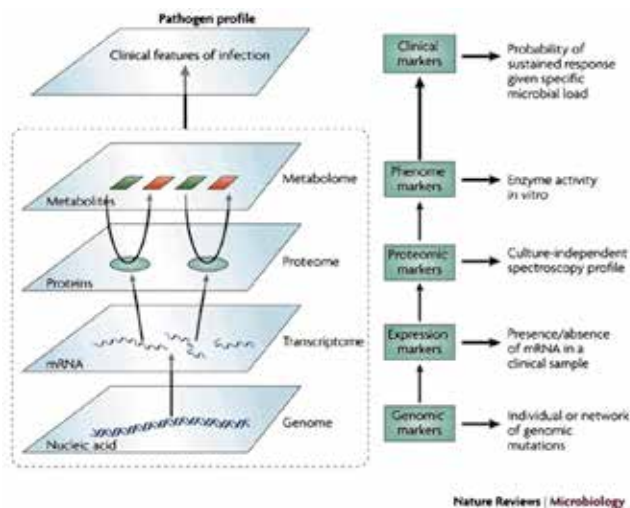 Pathogen profile
Clinical features of infection
Metabolites
Metabolome
Proteins
Proteome
mRNA
Transcriptome
Nucleic acid
Genome
Clinical
markers
Probability of
sustained response
given specific
microbial load
Phenome
markers
Enzyme activity
in vitro
Proteomic
markers
Culture-independent
spectroscopy profile
Expression
markers
Presence/absence
of mRNA in a
clinical sample
Genomic
markers
Individual or network
of genomic
mutations
Nature Reviews | Microbiology